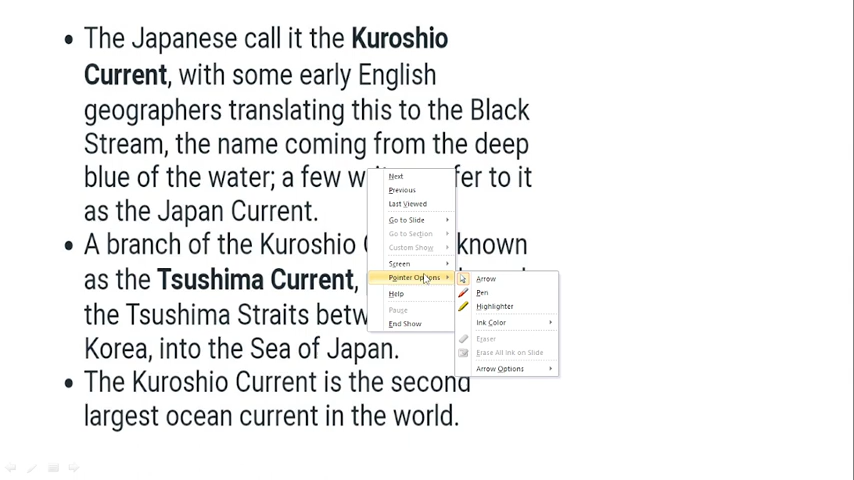 • The Japanese call it the Kuroshio
Current, with some early English
geographers translating this to the Black
Stream, the name coming from the deep
blue of the water; a few fer to it
as the Japan Current.
• A branch of the Kuroshio known
as the Tsushima Current,
the Tsushima Straits
Korea, into the Sea of Japan.
• The Kuroshio Current is the second
largest ocean current in the world.
Next
Previous
Last Viewed
Go to Slide
Go to Section
Custom Show
Screen
Pointer Options
Help
Pause
End Show
Arrow
Pen
Highlighter
Ink Color
Eraser
Erase All Ink on Slide
Arrow Options